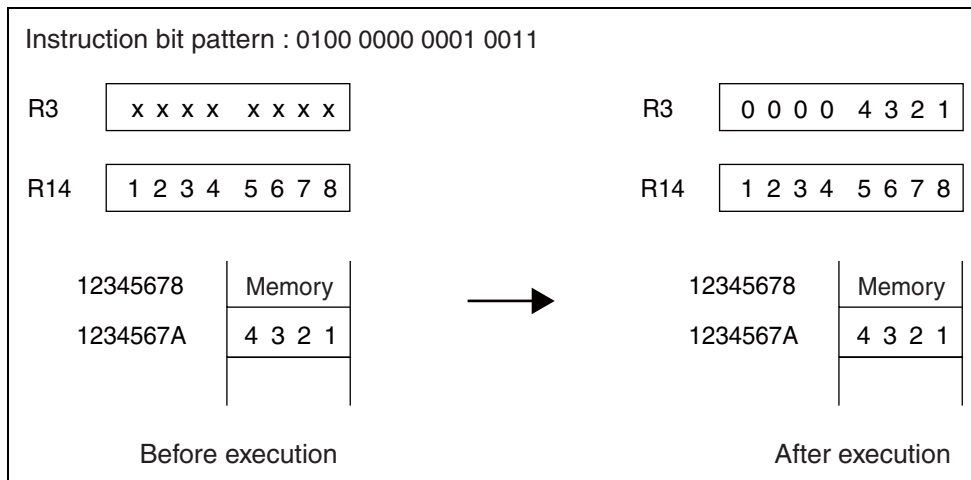 Instruction bit pattern : 0100 0000 0001 0011
R3 x x x x x x x x R3 0 0 0 0 4 3 2 1
R14 1 2 3 4 5 6 7 8 R14 1 2 3 4 5 6 7 8
12345678 Memory 12345678 Memory
1234567A 4 3 2 1 1234567A 4 3 2 1
Before execution After execution